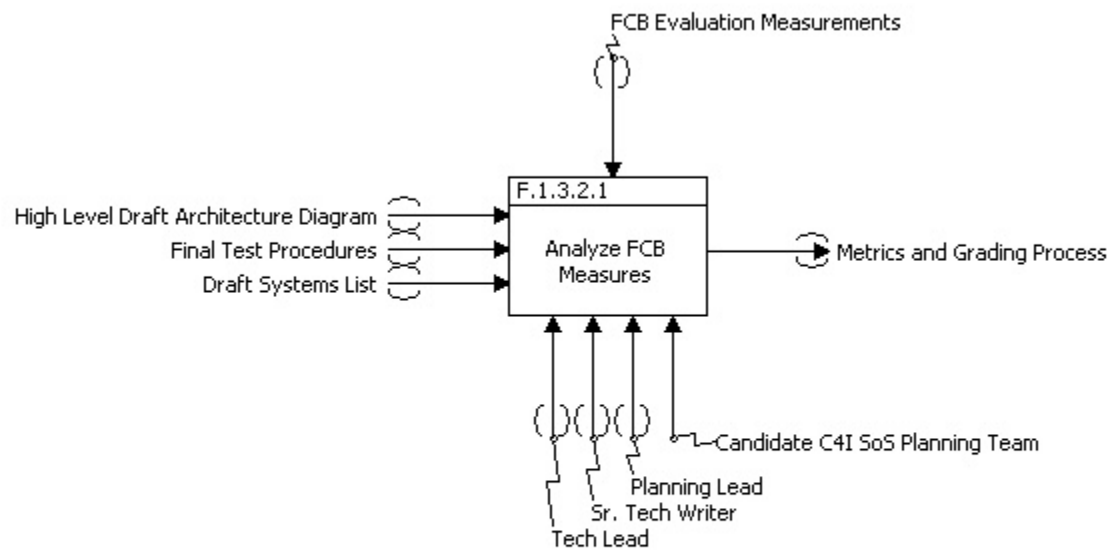 FCB Evaluation Measurements
F.1.3.2.1
High Level Draft Architecture Diagram
Final Test Procedures
Draft Systems List
Analyze FCB
Measures
Metrics and Grading Process
Candidate C4I SoS Planning Team
Planning Lead
Sr. Tech Writer
Tech Lead